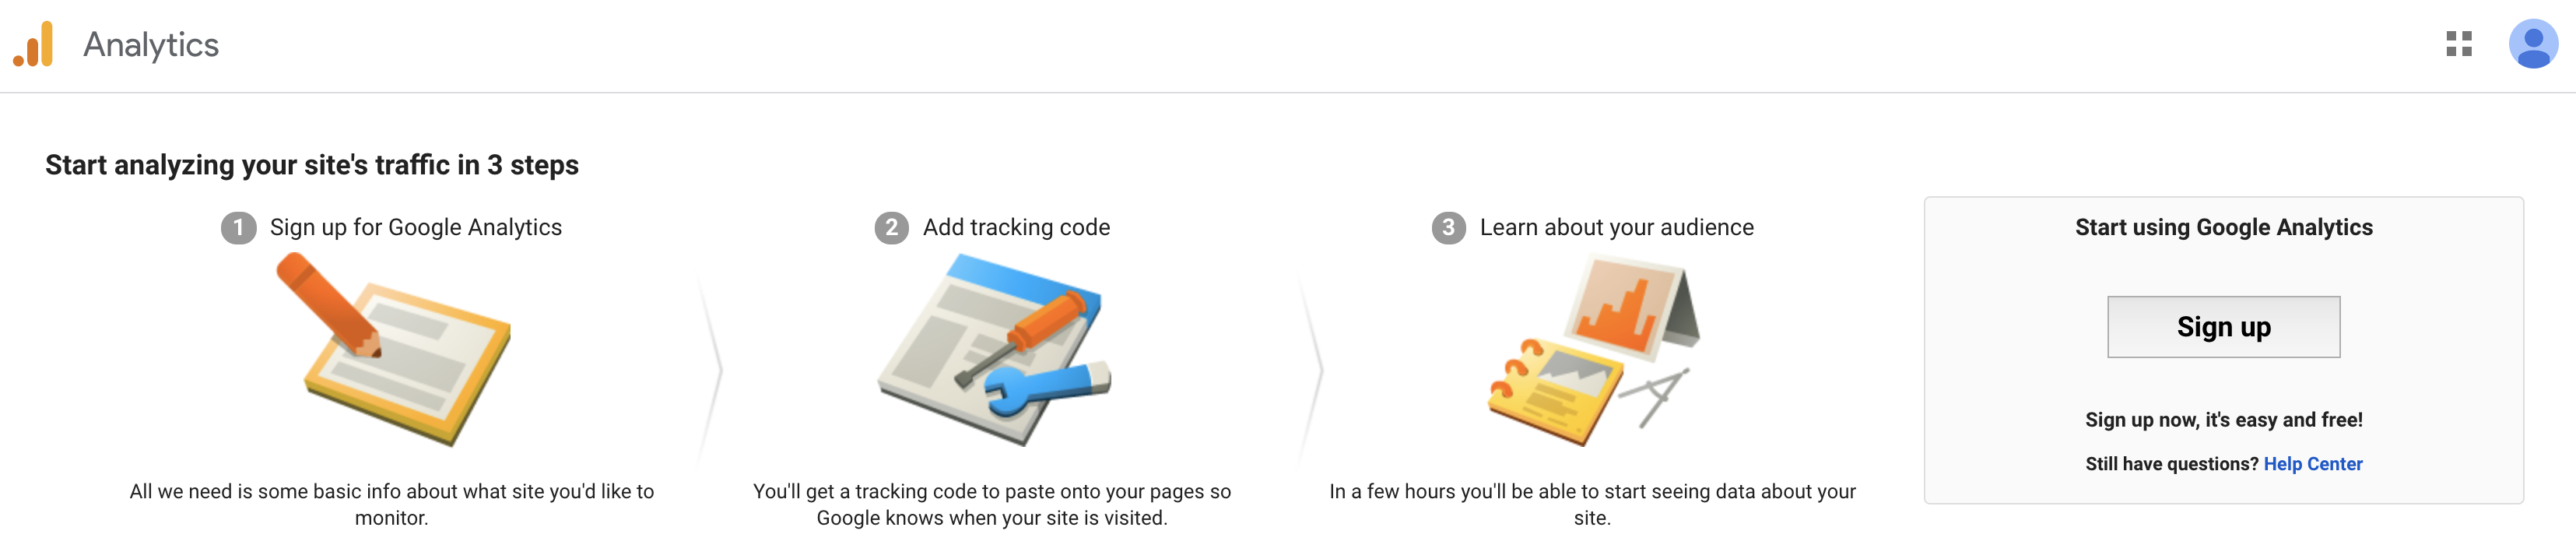 Analytics
Start analyzing your site's traffic in 3 steps
1 Sign up for Google Analytics
All we need is some basic info about what site you'd like to
monitor.
2 Add tracking code
You'll get a tracking code to paste onto your pages so
Google knows when your site is visited.
3 Learn about your audience
In a few hours you'll be able to start seeing data about your
site.
Start using Google Analytics
Sign up
Sign up now, it's easy and free!
Still have questions? Help Center